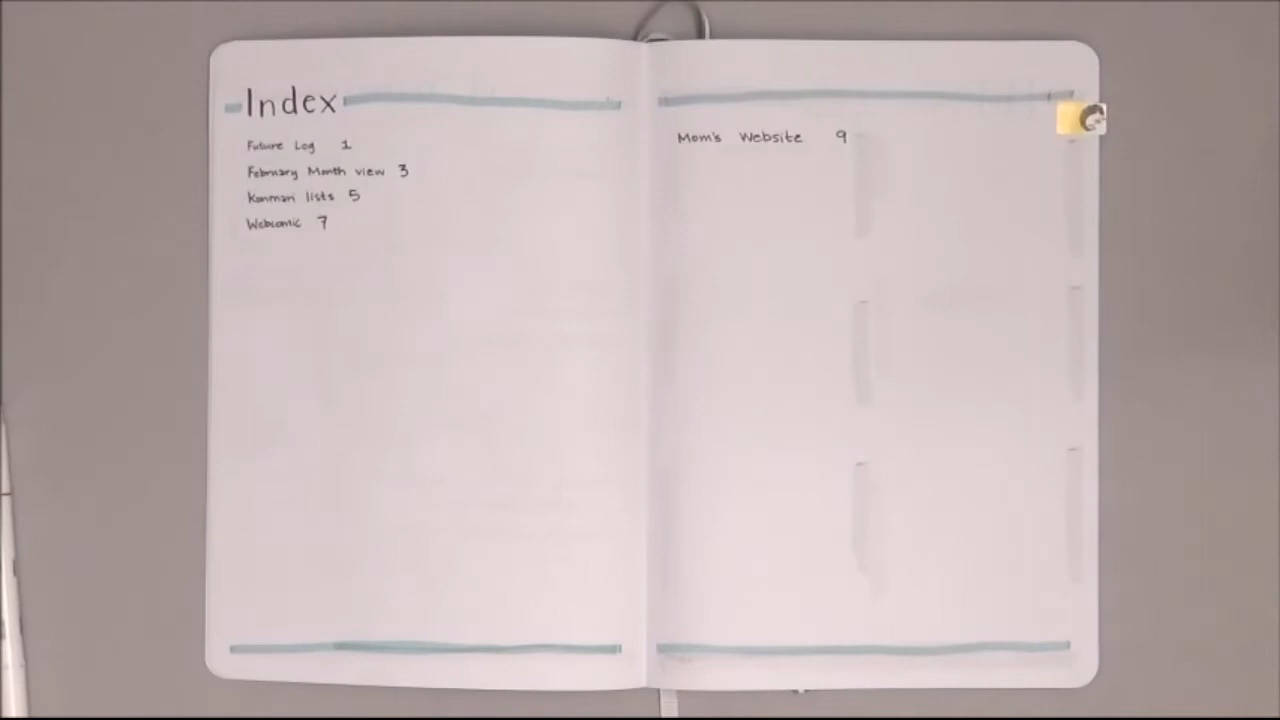 Index
Future Log 1
February Month view 3
Konmari lists 5
Webcomic 7
Mom's Website 9